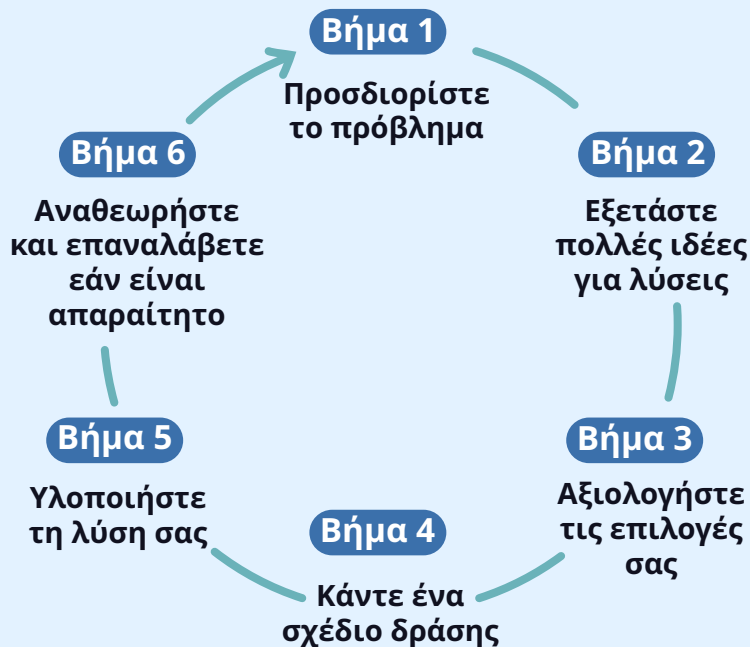 Βήμα 1
Προσδιορίστε
το πρόβλημα
Βήμα 2
Εξετάστε
πολλές ιδέες
για λύσεις
Βήμα 3
Αξιολογήστε
τις επιλογές
σας
Βήμα 4
Κάντε ένα
σχέδιο δράσης
Βήμα 5
Υλοποιήστε
τη λύση σας
Βήμα 6
Αναθεωρήστε
και επαναλάβετε
εάν είναι
απαραίτητο